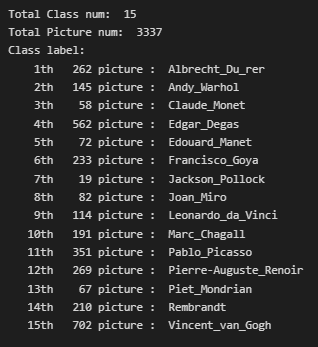 Total Class num:  15
Total Picture num:  3337
Class label:
    1th   262 picture :  Albrecht_Du_rer
    2th   145 picture :  Andy_Warhol
    3th    58 picture :  Claude_Monet
    4th   562 picture :  Edgar_Degas
    5th    72 picture :  Edouard_Manet
    6th   233 picture :  Francisco_Goya
    7th    19 picture :  Jackson_Pollock
    8th    82 picture :  Joan_Miro
    9th   114 picture :  Leonardo_da_Vinci
   10th   191 picture :  Marc_Chagall
   11th   351 picture :  Pablo_Picasso
   12th   269 picture :  Pierre-Auguste_Renoir
   13th    67 picture :  Piet_Mondrian
   14th   210 picture :  Rembrandt
   15th   702 picture :  Vincent_van_Gogh